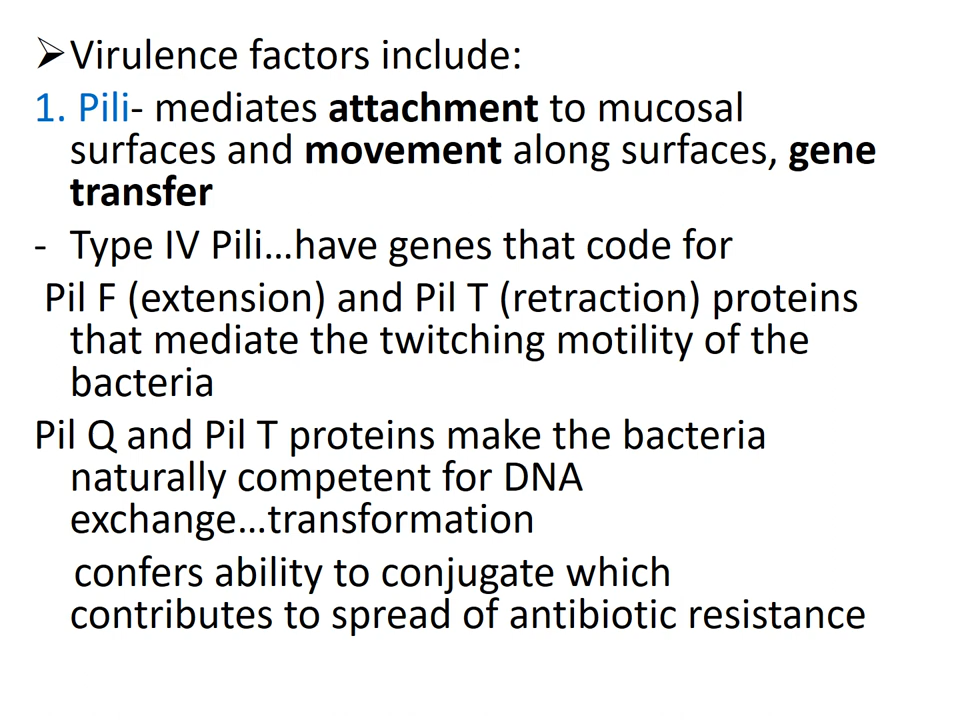 ➢Virulence factors include:
1. Pili- mediates attachment to mucosal
surfaces and movement along surfaces, gene
transfer
- Type IV Pili…have genes that code for
Pil F (extension) and Pil T (retraction) proteins
that mediate the twitching motility of the
bacteria
Pil Q and Pil T proteins make the bacteria
naturally competent for DNA
exchange…transformation
confers ability to conjugate which
contributes to spread of antibiotic resistance